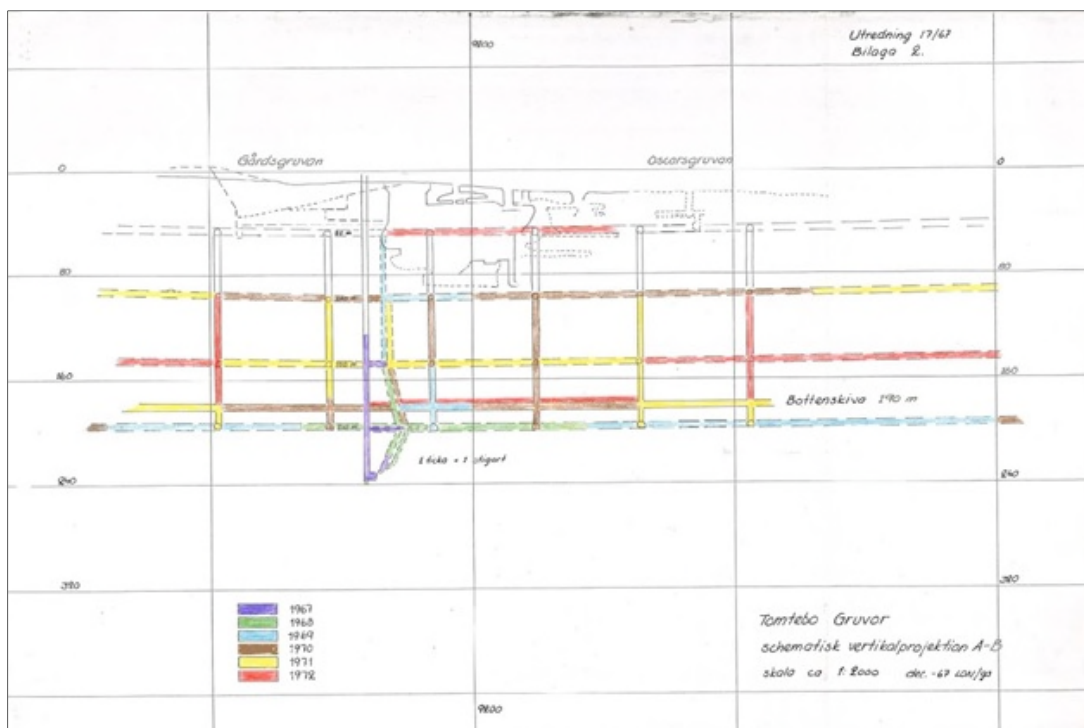 9800
Utredning 17/67
Bilaga 2.
Gårdsgruvan
Oscarsgruvan
0
0
80
80
160
160
Bottenskiva 190 m
240
240
320
320
1967
1968
1969
1970
1971
1972
Tomtebo Gruvor
schematisk vertikalprojektion A-B
skala ca 1:2000 dec. -67
9800